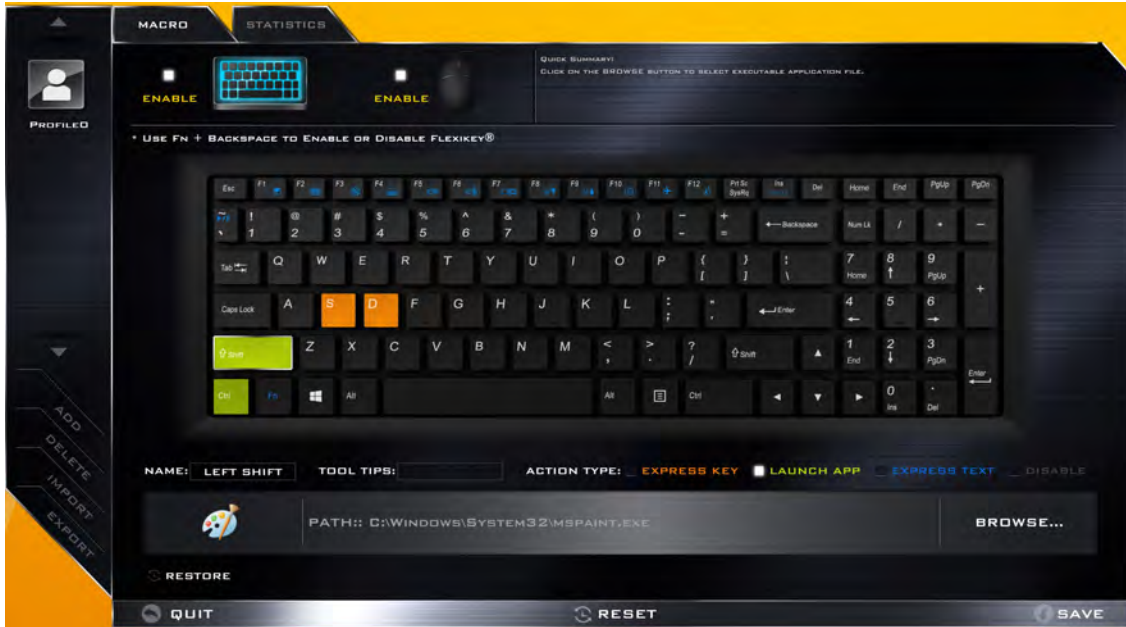 MACRO
STATISTICS
QUICK SUMMARY:
CLICK ON THE BROWSE BUTTON TO SELECT EXECUTABLE APPLICATION FILE.
ENABLE
ENABLE
PROFILE0
* USE FN + BACKSPACE TO ENABLE OR DISABLE FLEXIKEY®
Esc F1 F2 F3 F4 F5 F6 F7 F8 F9 F10 F11 F12 Prt Sc SysRq Ins Del Home End PgUp PgDn
~ ` ! 1 @ 2 # 3 $ 4 % 5 ^ 6 & 7 * 8 ( 9 ) 0 _ - + = Backspace Num Lk / * −
Tab Q W E R T Y U I O P { [ } ] | \ 7 Home 8 9 PgUp +
Caps Lock A S D F G H J K L : ; " ' Enter 4 5 6
Shift Z X C V B N M < , > . ? / Shift 1 End 2 3 PgDn Enter
Ctrl Fn Alt Alt Ctrl 0 Ins . Del
NAME: LEFT SHIFT TOOL TIPS: ACTION TYPE: EXPRESS KEY LAUNCH APP EXPRESS TEXT DISABLE
PATH:: C:\WINDOWS\SYSTEM32\MSPAINT.EXE BROWSE...
ADD
DELETE
IMPORT
EXPORT
RESTORE
QUIT RESET SAVE